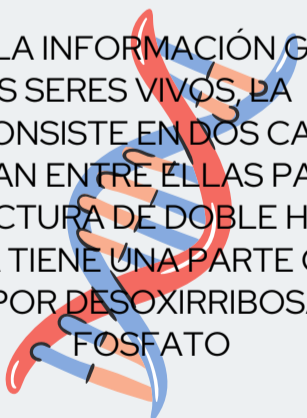 LA INFORMACIÓN G
S SERES VIVOS, LA
ONSISTE EN DOS CA
AN ENTRE ELLAS PA
CTURA DE DOBLE H
TIENE UNA PARTE
POR DESOXIRRIBOS
FOSFATO